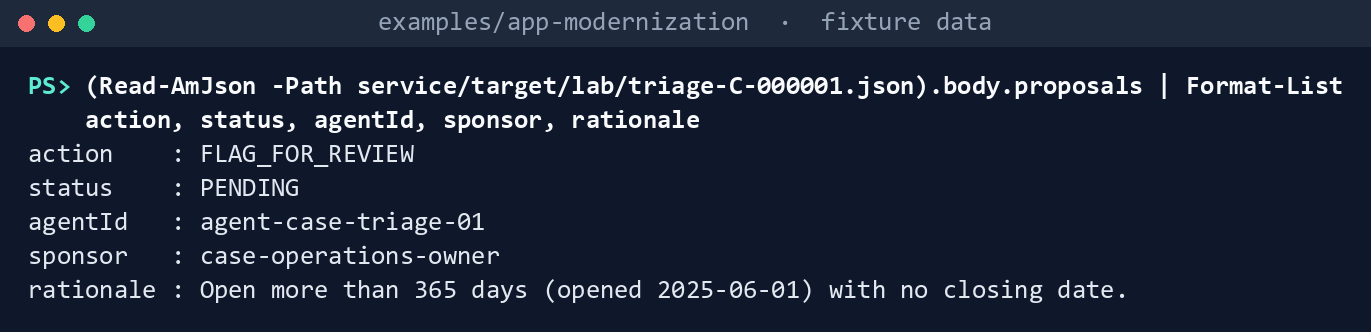 examples/app-modernization · fixture data
PS> (Read-AmJson -Path service/target/lab/triage-C-000001.json).body.proposals | Format-List
action, status, agentId, sponsor, rationale
action    : FLAG_FOR_REVIEW
status    : PENDING
agentId   : agent-case-triage-01
sponsor   : case-operations-owner
rationale : Open more than 365 days (opened 2025-06-01) with no closing date.